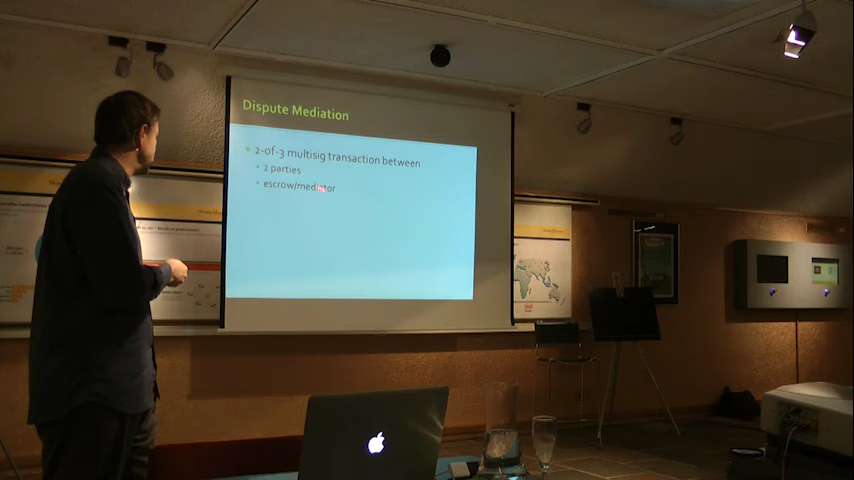 Dispute Mediation
2-of-3 multisig transaction between
2 parties
escrow/mediator